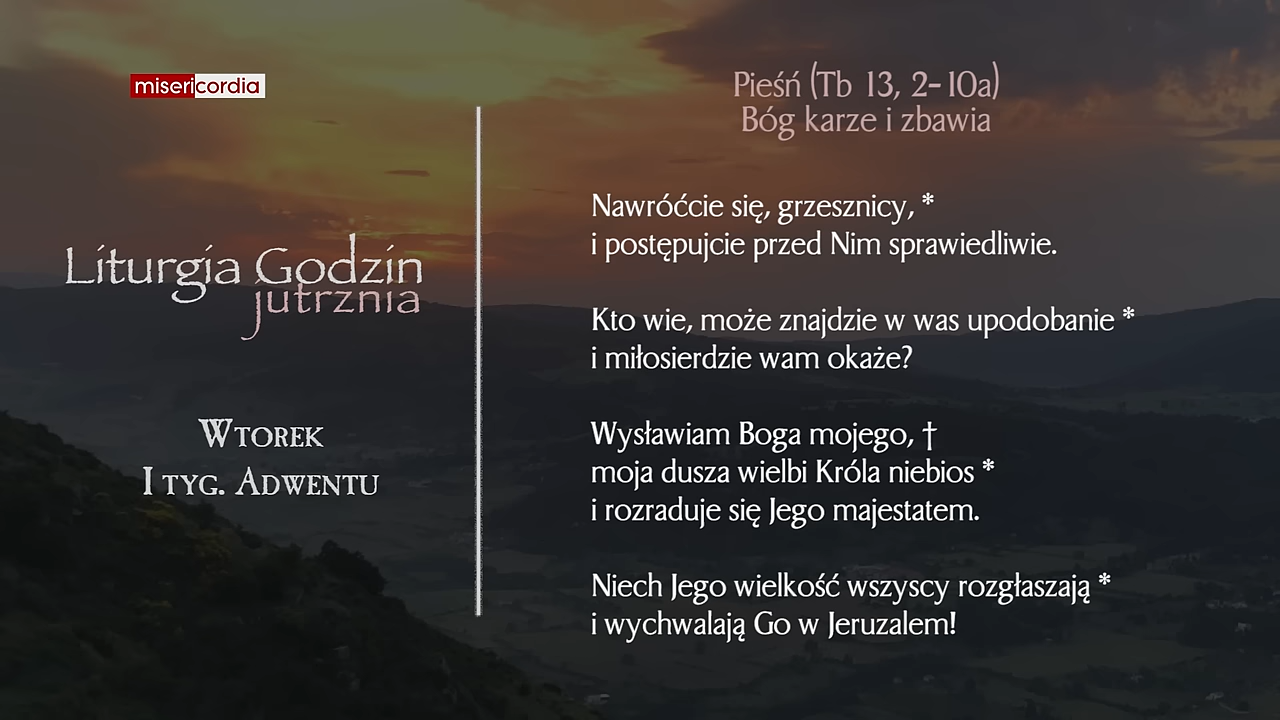 misericordia
Liturgia Godzin
jutrznia
Wtorek
I tyg. Adwentu
Pieśń (Tb 13, 2-10a)
Bóg karze i zbawia
Nawróćcie się, grzesznicy, *
i postępujcie przed Nim sprawiedliwie.
Kto wie, może znajdzie w was upodobanie *
i miłosierdzie wam okaże?
Wysławiam Boga mojego, †
moja dusza wielbi Króla niebios *
i rozraduje się Jego majestatem.
Niech Jego wielkość wszyscy rozgłaszają *
i wychwalają Go w Jeruzalem!